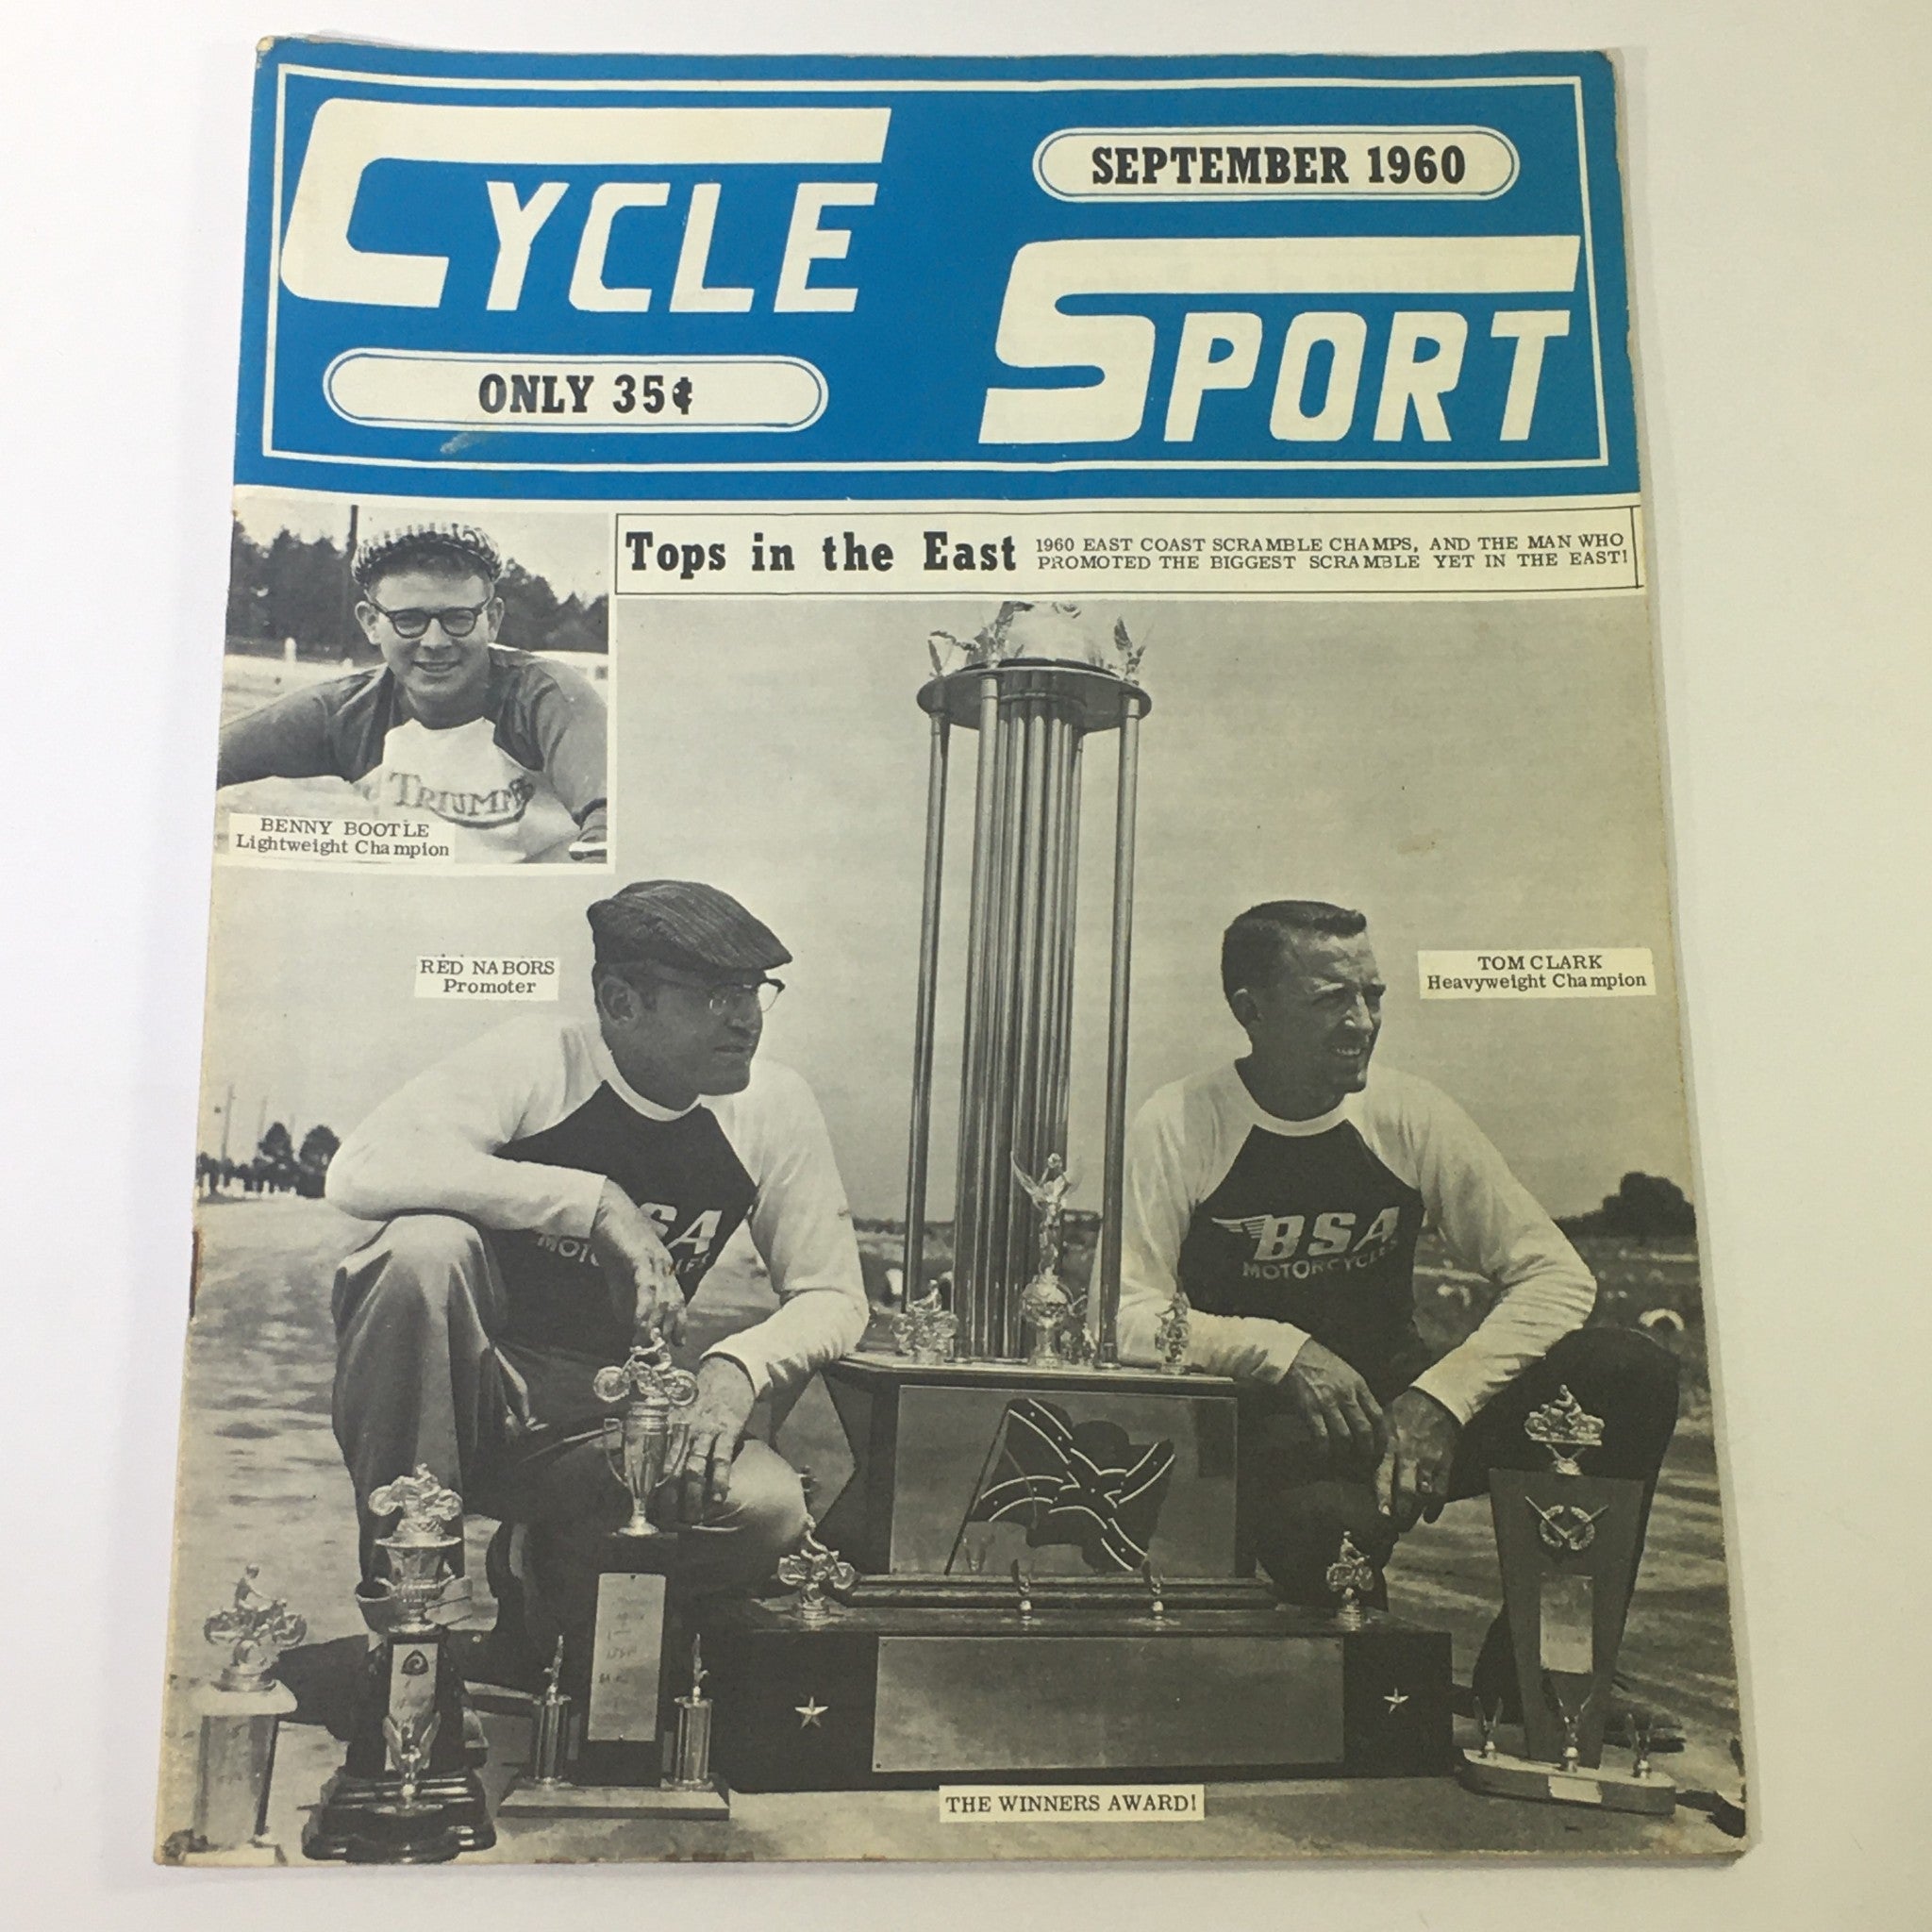 CYCLE
SEPTEMBER 1960
SPORT
ONLY 35¢
Tops in the East
1960 EAST COAST SCRAMBLE CHAMPS, AND THE MAN WHO
PROMOTED THE BIGGEST SCRAMBLE YET IN THE EAST!
TRIUMPH
BENNY BOOTLE
Lightweight Champion
RED NABORS
Promoter
TOM CLARK
Heavyweight Champion
SA
BSA
MOTORCYCLES
THE WINNERS AWARD!